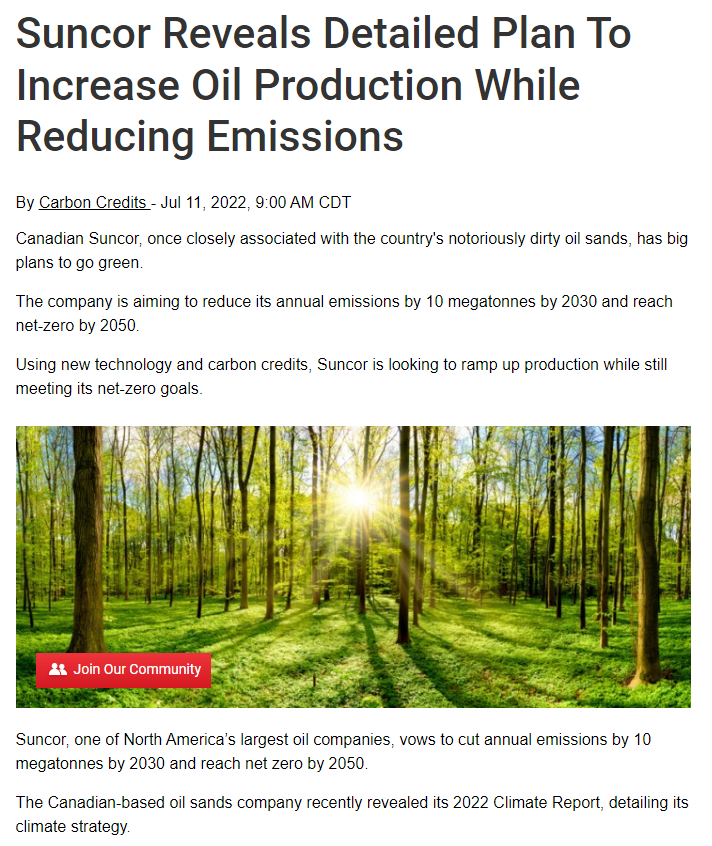 Suncor Reveals Detailed Plan To
Increase Oil Production While
Reducing Emissions
By Carbon Credits - Jul 11, 2022, 9:00 AM CDT
Canadian Suncor, once closely associated with the country's notoriously dirty oil sands, has big
plans to go green.
The company is aiming to reduce its annual emissions by 10 megatonnes by 2030 and reach
net-zero by 2050.
Using new technology and carbon credits, Suncor is looking to ramp up production while still
meeting its net-zero goals.
Join Our Community
Suncor, one of North America’s largest oil companies, vows to cut annual emissions by 10
megatonnes by 2030 and reach net zero by 2050.
The Canadian-based oil sands company recently revealed its 2022 Climate Report, detailing its
climate strategy.